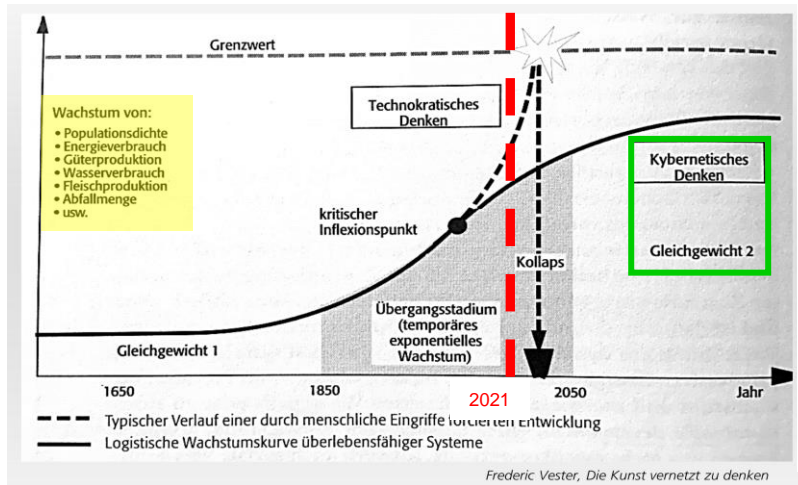 Grenzwert
Wachstum von:
• Populationsdichte
• Energieverbrauch
• Güterproduktion
• Wasserverbrauch
• Fleischproduktion
• Abfallmenge
• usw.
Technokratisches
Denken
Kybernetisches
Denken
kritischer
Inflexionspunkt
Gleichgewicht 2
Kollaps
Übergangsstadium
(temporäres
exponentielles
Wachstum)
Gleichgewicht 1
1650
1850
2021
2050
Jahr
Typischer Verlauf einer durch menschliche Eingriffe forcierten Entwicklung
Logistische Wachstumskurve überlebensfähiger Systeme
Frederic Vester, Die Kunst vernetzt zu denken